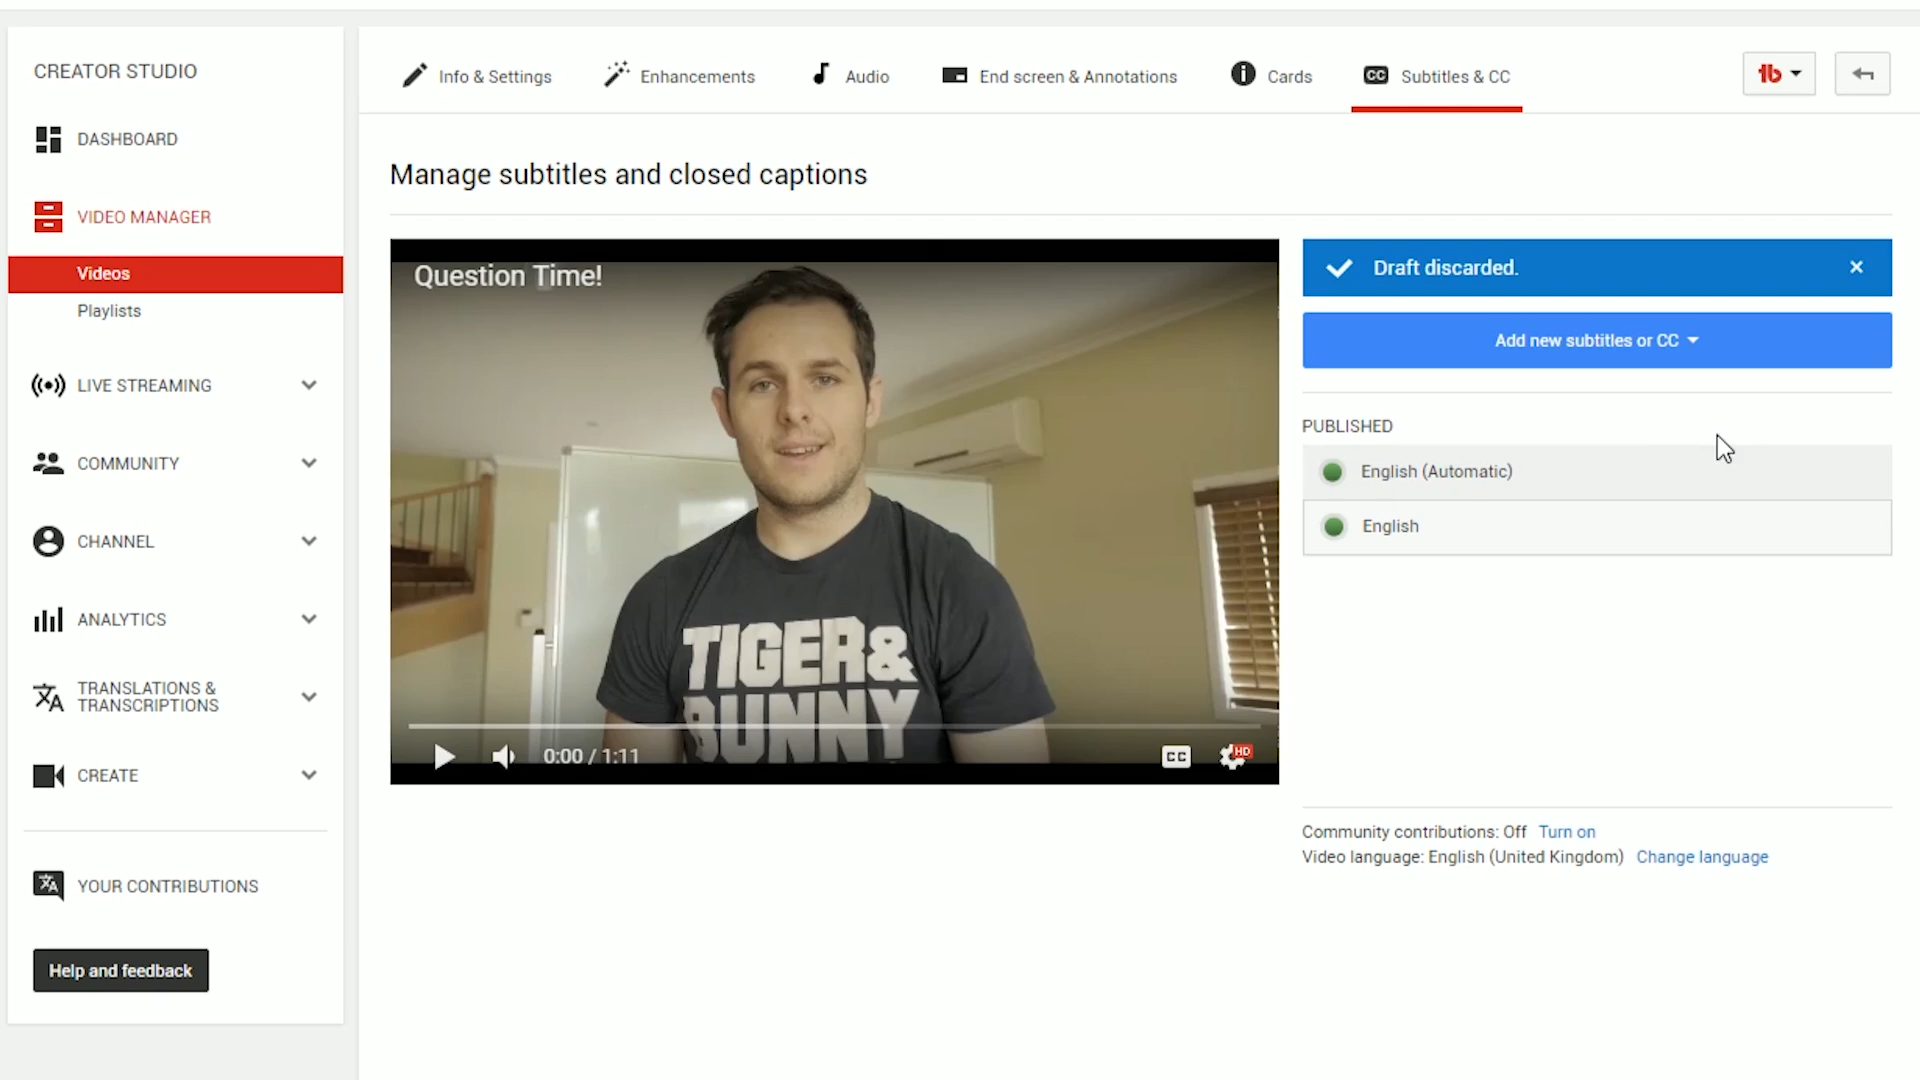 CREATOR STUDIO
DASHBOARD
VIDEO MANAGER
Videos
Playlists
LIVE STREAMING
COMMUNITY
CHANNEL
ANALYTICS
TRANSLATIONS &
TRANSCRIPTIONS
CREATE
YOUR CONTRIBUTIONS
Help and feedback
Info & Settings
Enhancements
Audio
End screen & Annotations
Cards
CC Subtitles & CC
tb
Manage subtitles and closed captions
Question Time!
TIGER&
BUNNY
0:00 / 1:11
CC
HD
Draft discarded.
Add new subtitles or CC
PUBLISHED
English (Automatic)
English
Community contributions: Off Turn on
Video language: English (United Kingdom) Change language